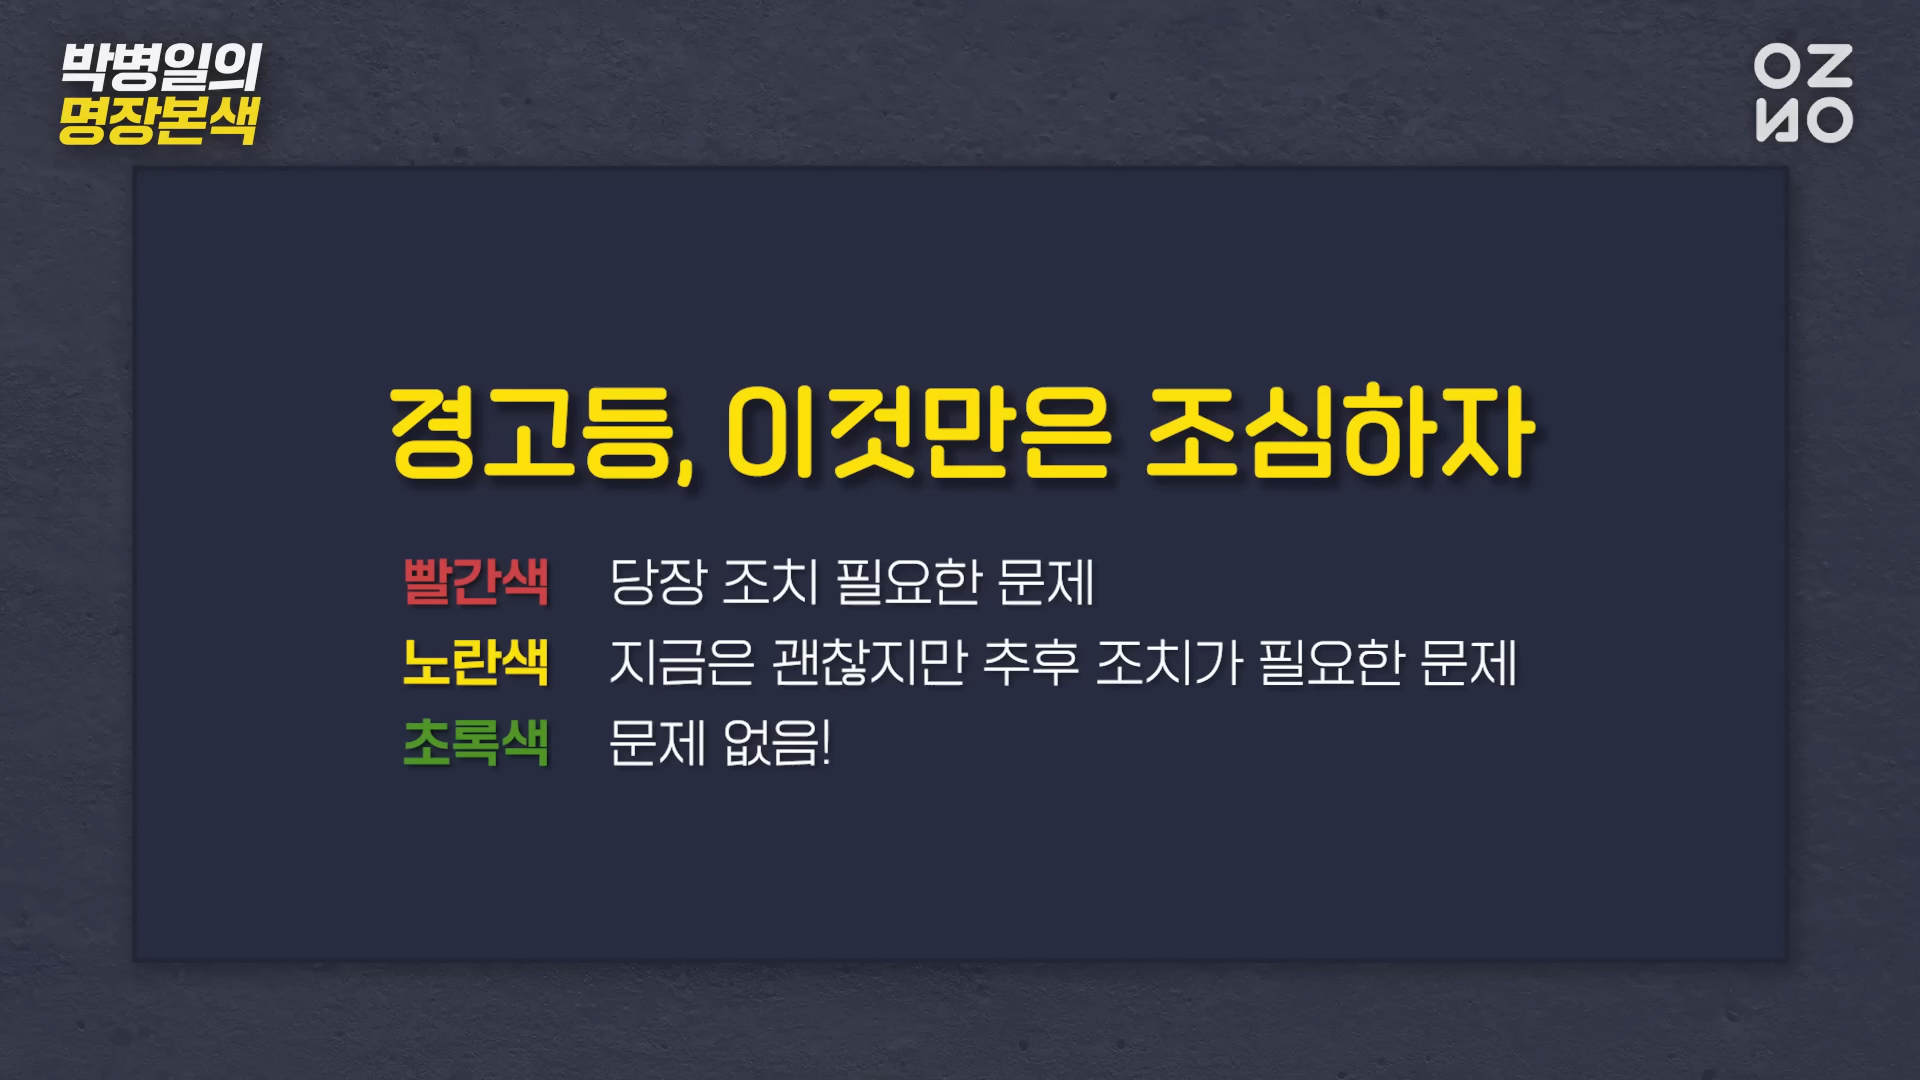 박병일의
명장본색
OZ
NO
경고등, 이것만은 조심하자
빨간색 당장 조치 필요한 문제
노란색 지금은 괜찮지만 추후 조치가 필요한 문제
초록색 문제 없음!